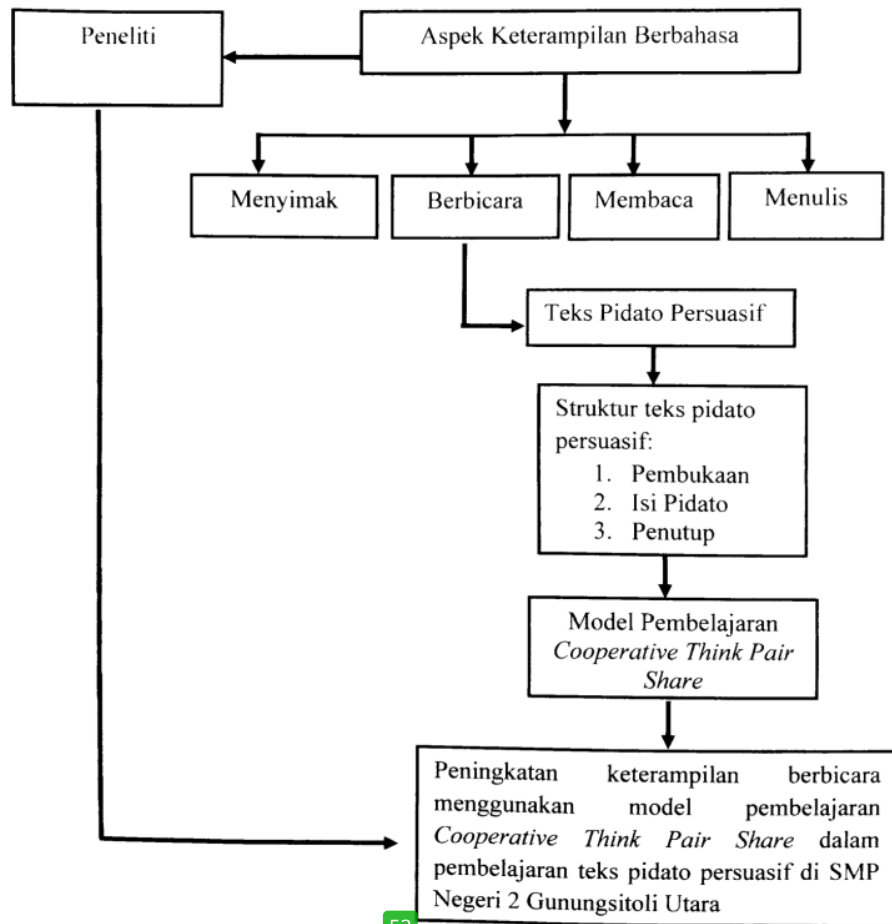 Peneliti
Aspek Keterampilan Berbahasa
Menyimak
Berbicara
Membaca
Menulis
Teks Pidato Persuasif
Struktur teks pidato
persuasif:
1. Pembukaan
2. Isi Pidato
3. Penutup
Model Pembelajaran
Cooperative Think Pair
Share
Peningkatan keterampilan berbicara
menggunakan model pembelajaran
Cooperative Think Pair Share dalam
pembelajaran teks pidato persuasif di SMP
Negeri 2 Gunungsitoli Utara